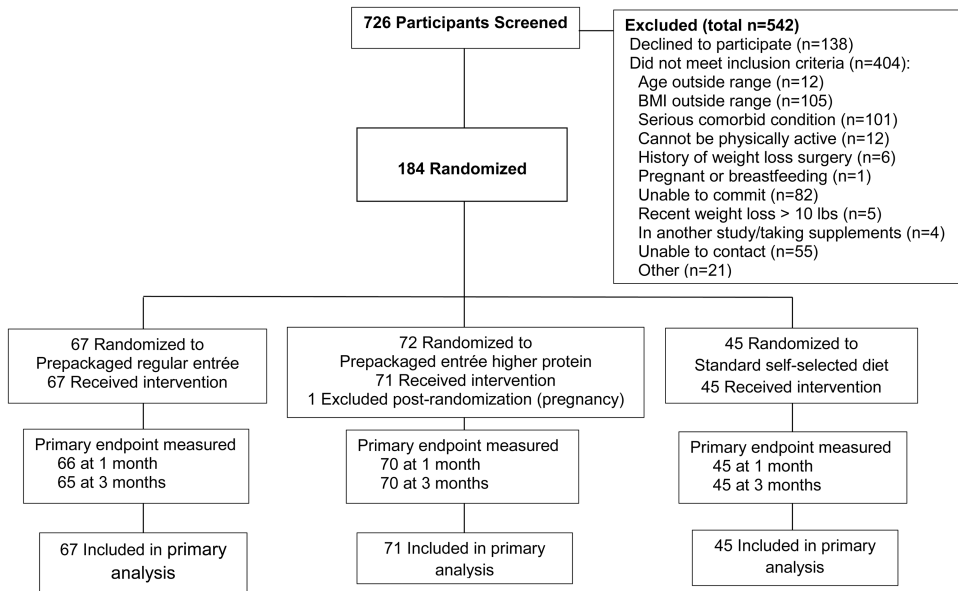 726 Participants Screened
Excluded (total n=542)
Declined to participate (n=138)
Did not meet inclusion criteria (n=404):
Age outside range (n=12)
BMI outside range (n=105)
Serious comorbid condition (n=101)
Cannot be physically active (n=12)
History of weight loss surgery (n=6)
Pregnant or breastfeeding (n=1)
Unable to commit (n=82)
Recent weight loss > 10 lbs (n=5)
In another study/taking supplements (n=4)
Unable to contact (n=55)
Other (n=21)
184 Randomized
67 Randomized to
Prepackaged regular entrée
67 Received intervention
72 Randomized to
Prepackaged entrée higher protein
71 Received intervention
1 Excluded post-randomization (pregnancy)
45 Randomized to
Standard self-selected diet
45 Received intervention
Primary endpoint measured
66 at 1 month
65 at 3 months
Primary endpoint measured
70 at 1 month
70 at 3 months
Primary endpoint measured
45 at 1 month
45 at 3 months
67 Included in primary
analysis
71 Included in primary
analysis
45 Included in primary
analysis